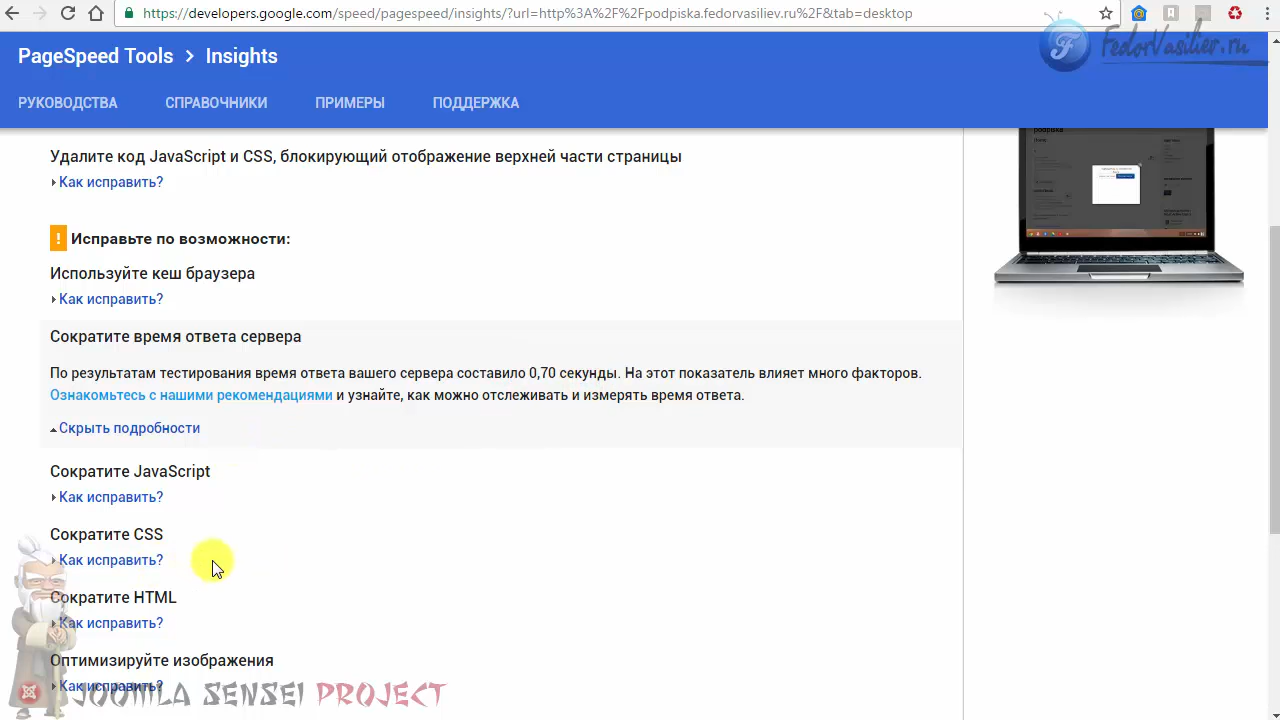 https://developers.google.com/speed/pagespeed/insights/?url=http%3A%2F%2Fpodpiska.fedorvasiliev.ru%2F&tab=desktop
FedorVasiliev.ru
PageSpeed Tools > Insights
РУКОВОДСТВА СПРАВОЧНИКИ ПРИМЕРЫ ПОДДЕРЖКА
Удалите код JavaScript и CSS, блокирующий отображение верхней части страницы
Как исправить?
! Исправьте по возможности:
Используйте кеш браузера
Как исправить?
Сократите время ответа сервера
По результатам тестирования время ответа вашего сервера составило 0,70 секунды. На этот показатель влияет много факторов.
Ознакомьтесь с нашими рекомендациями и узнайте, как можно отслеживать и измерять время ответа.
Скрыть подробности
Сократите JavaScript
Как исправить?
Сократите CSS
Как исправить?
Сократите HTML
Как исправить?
Оптимизируйте изображения
Как исправить?
JOOMLA SENSEI PROJECT